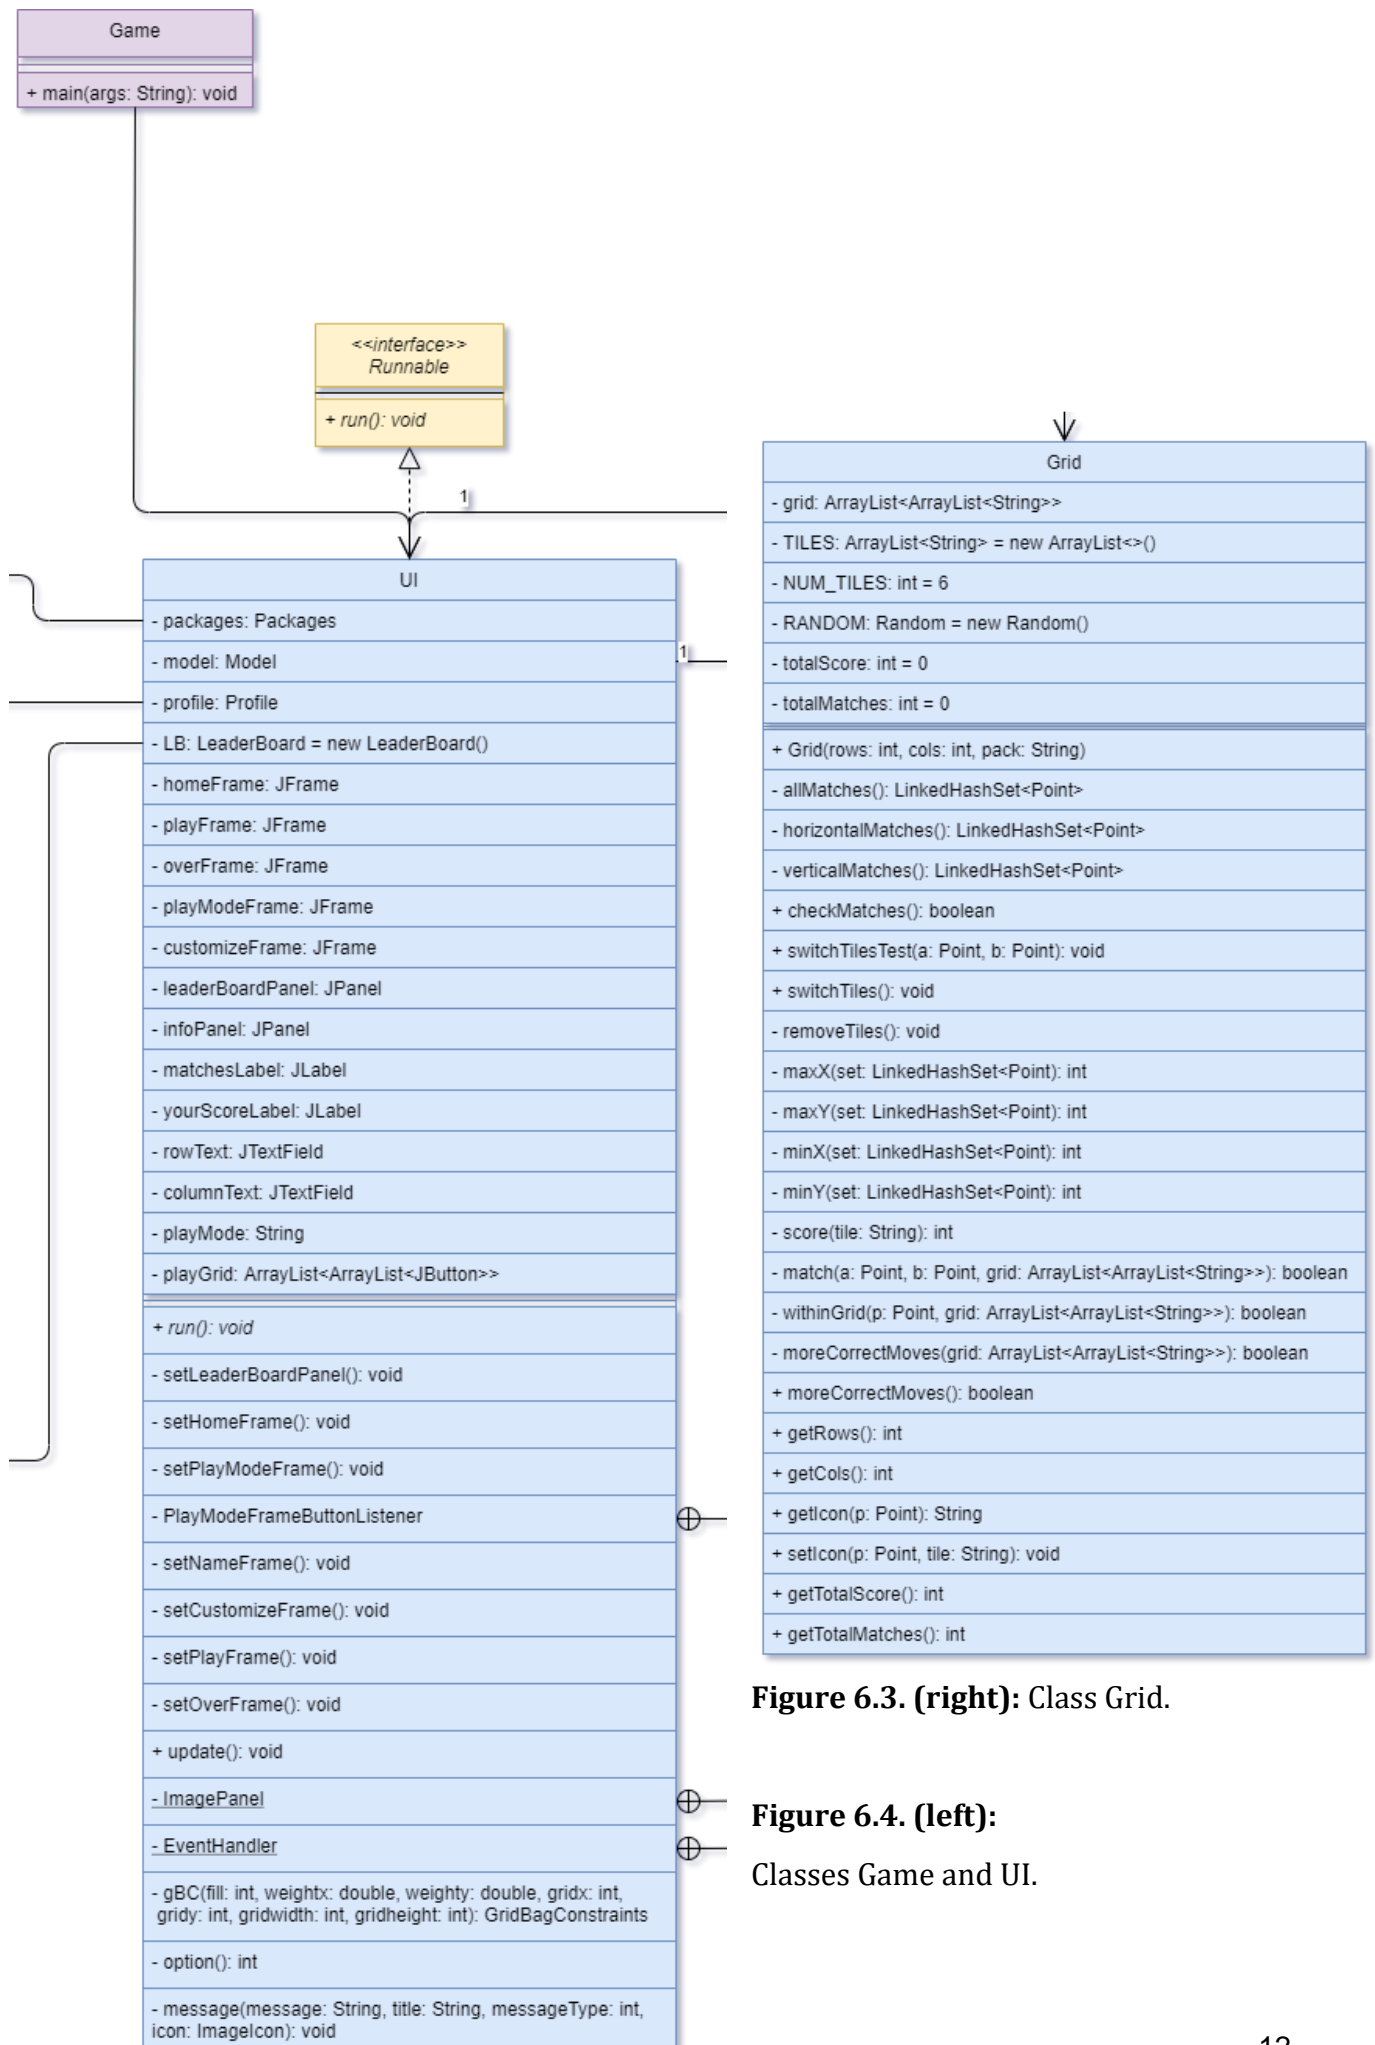 Game
+ main(args: String): void
<<interface>>
Runnable
+ run(): void
1
UI
- packages: Packages
- model: Model
1
- profile: Profile
- LB: LeaderBoard = new LeaderBoard()
- homeFrame: JFrame
- playFrame: JFrame
- overFrame: JFrame
- playModeFrame: JFrame
- customizeFrame: JFrame
- leaderBoardPanel: JPanel
- infoPanel: JPanel
- matchesLabel: JLabel
- yourScoreLabel: JLabel
- rowText: JTextField
- columnText: JTextField
- playMode: String
- playGrid: ArrayList<ArrayList<JButton>>
+ run(): void
- setLeaderBoardPanel(): void
- setHomeFrame(): void
- setPlayModeFrame(): void
- PlayModeFrameButtonListener
- setNameFrame(): void
- setCustomizeFrame(): void
- setPlayFrame(): void
- setOverFrame(): void
+ update(): void
- ImagePanel
- EventHandler
- gBC(fill: int, weightx: double, weighty: double, gridx: int,
gridy: int, gridwidth: int, gridheight: int): GridBagConstraints
- option(): int
- message(message: String, title: String, messageType: int,
icon: ImageIcon): void
Grid
- grid: ArrayList<ArrayList<String>>
- TILES: ArrayList<String> = new ArrayList<>()
- NUM_TILES: int = 6
- RANDOM: Random = new Random()
- totalScore: int = 0
- totalMatches: int = 0
+ Grid(rows: int, cols: int, pack: String)
- allMatches(): LinkedHashSet<Point>
- horizontalMatches(): LinkedHashSet<Point>
- verticalMatches(): LinkedHashSet<Point>
+ checkMatches(): boolean
+ switchTilesTest(a: Point, b: Point): void
+ switchTiles(): void
- removeTiles(): void
- maxX(set: LinkedHashSet<Point): int
- maxY(set: LinkedHashSet<Point): int
- minX(set: LinkedHashSet<Point): int
- minY(set: LinkedHashSet<Point): int
- score(tile: String): int
- match(a: Point, b: Point, grid: ArrayList<ArrayList<String>>): boolean
- withinGrid(p: Point, grid: ArrayList<ArrayList<String>>): boolean
- moreCorrectMoves(grid: ArrayList<ArrayList<String>>): boolean
+ moreCorrectMoves(): boolean
+ getRows(): int
+ getCols(): int
+ getIcon(p: Point): String
+ setIcon(p: Point, tile: String): void
+ getTotalScore(): int
+ getTotalMatches(): int
Figure 6.3. (right): Class Grid.
Figure 6.4. (left):
Classes Game and UI.